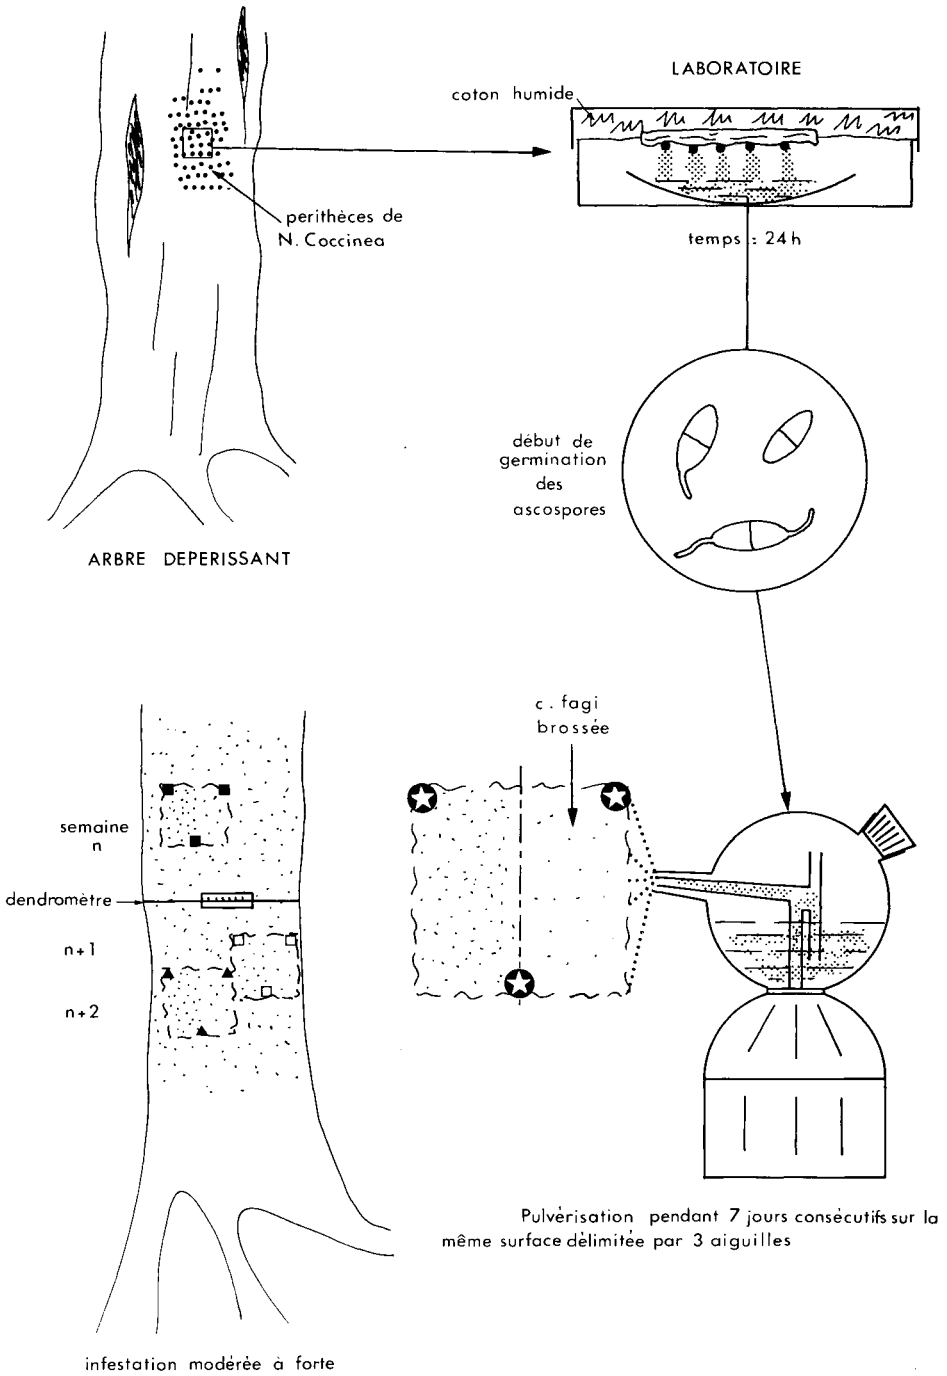 LABORATOIRE
coton humide
perithèces de
N. Coccinea
temps : 24 h
début de
germination
des
ascospores
ARBRE DEPERISSANT
c. fagi
brossée
semaine
n
dendromètre
n+1
n+2
Pulvérisation pendant 7 jours consécutifs sur la
même surface délimitée par 3 aiguilles
infestation modérée à forte